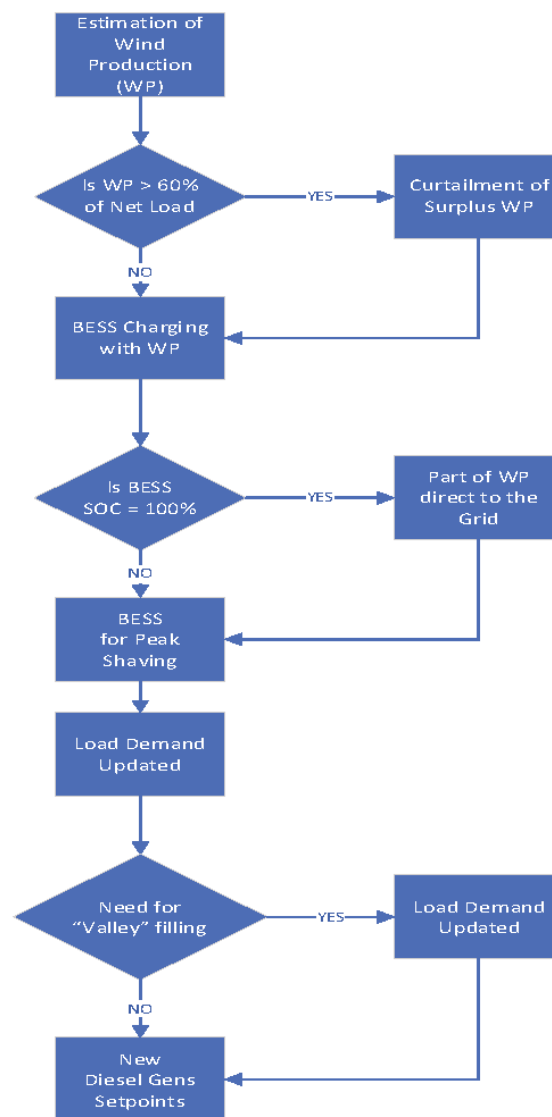 Estimation of
Wind
Production
(WP)
Is WP > 60%
of Net Load
YES
Curtailment of
Surplus WP
NO
BESS Charging
with WP
Is BESS
SOC = 100%
YES
Part of WP
direct to the
Grid
NO
BESS
for Peak
Shaving
Load Demand
Updated
Need for
“Valley” filling
YES
Load Demand
Updated
NO
New
Diesel Gens
Setpoints